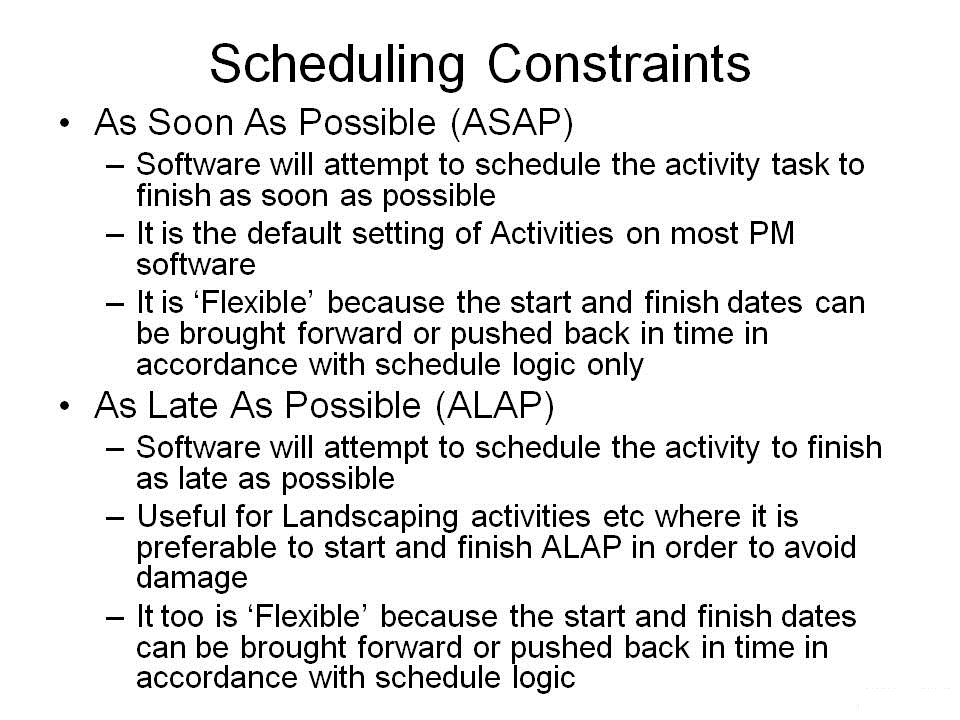 Scheduling Constraints
• As Soon As Possible (ASAP)
– Software will attempt to schedule the activity task to
finish as soon as possible
– It is the default setting of Activities on most PM
software
– It is ‘Flexible’ because the start and finish dates can
be brought forward or pushed back in time in
accordance with schedule logic only
• As Late As Possible (ALAP)
– Software will attempt to schedule the activity to finish
as late as possible
– Useful for Landscaping activities etc where it is
preferable to start and finish ALAP in order to avoid
damage
– It too is ‘Flexible’ because the start and finish dates
can be brought forward or pushed back in time in
accordance with schedule logic